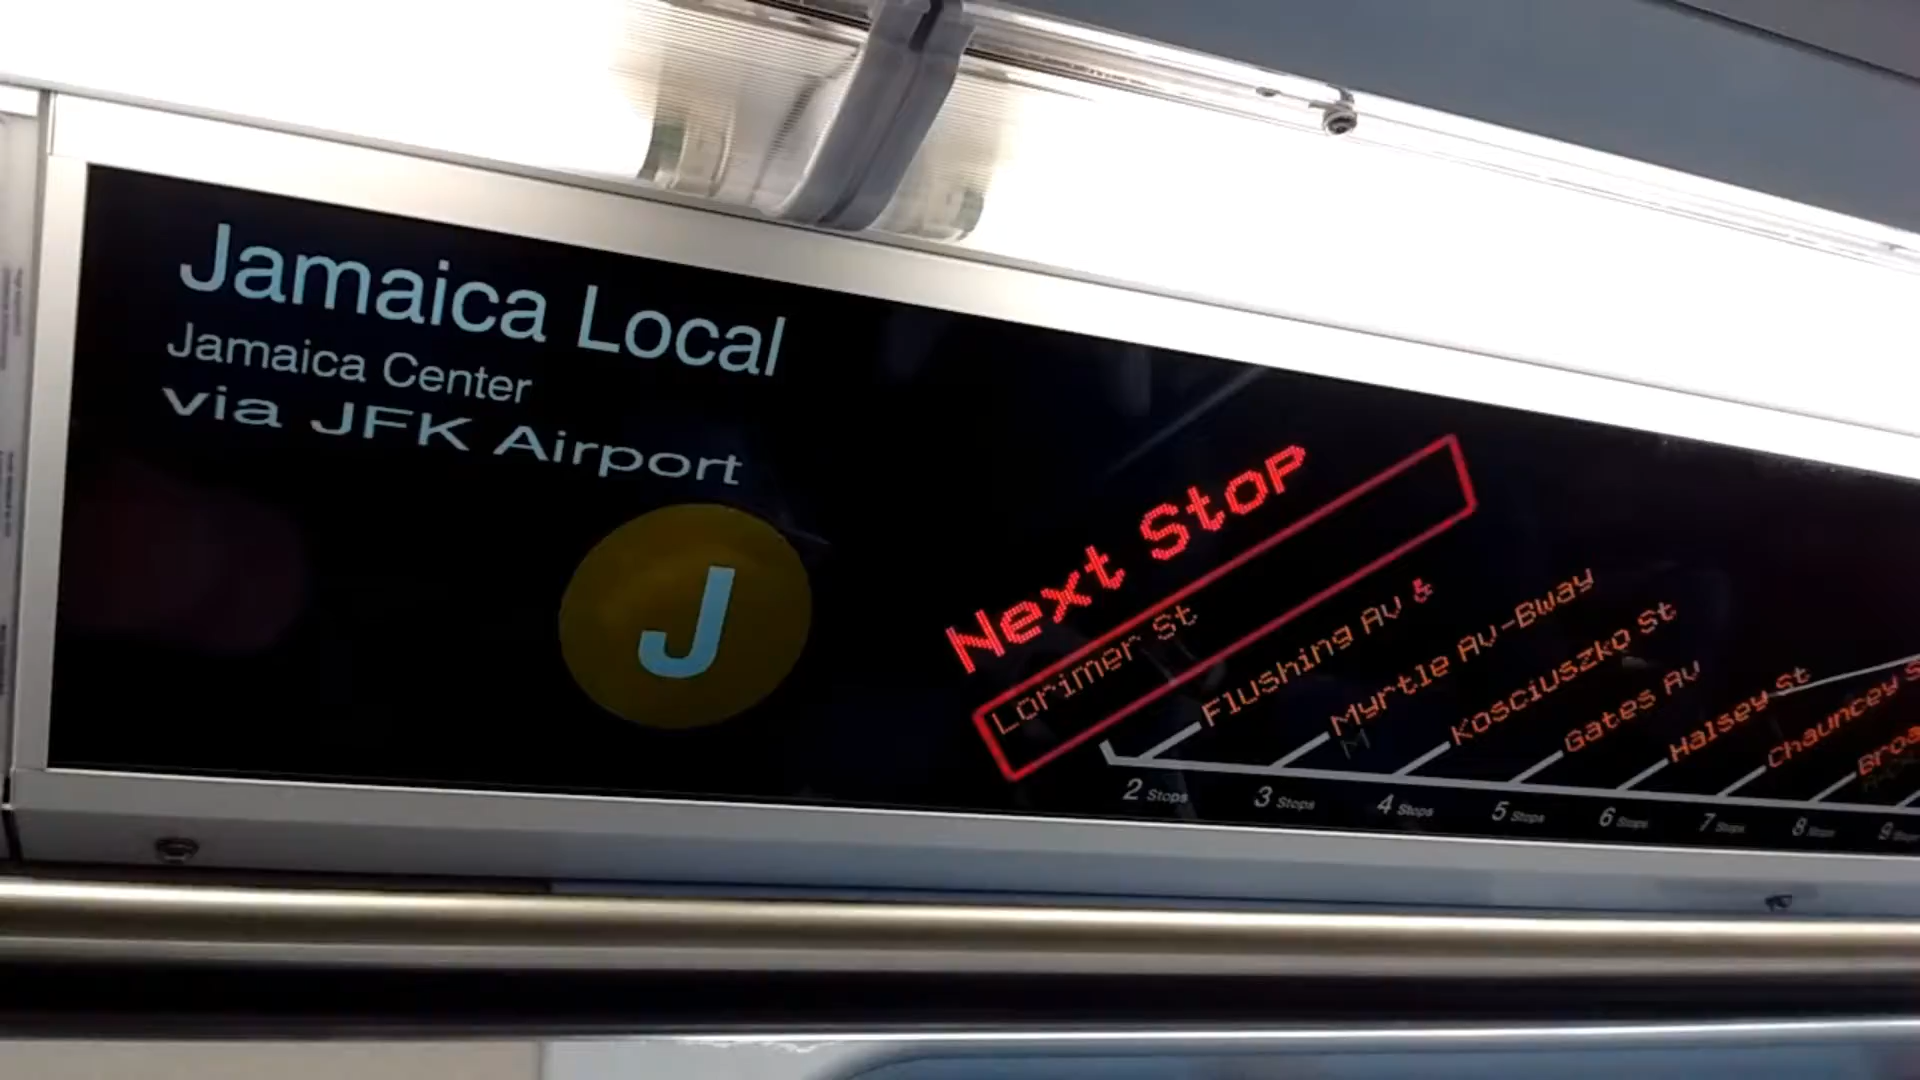 Jamaica Local
Jamaica Center
via JFK Airport
J
Next Stop
Lorimer St
Flushing Av ♿
Myrtle Av-Bway
M
Kosciuszko St
Gates Av
Halsey St
Chauncey S
Broa
2 Stops
3 Stops
4 Stops
5 Stops
6 Stops
7 Stops
8 Stops
9 Stops